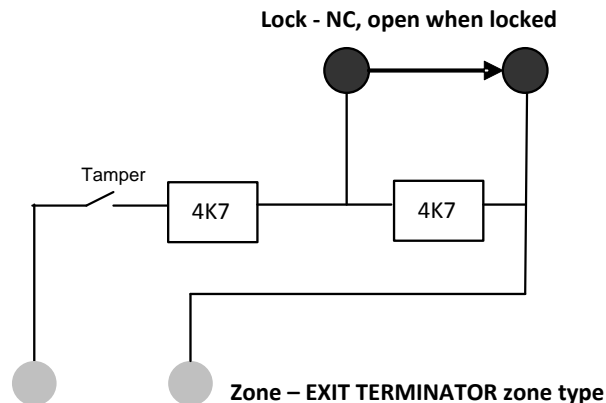 Lock - NC, open when locked
Tamper
4K7
4K7
Zone – EXIT TERMINATOR zone type